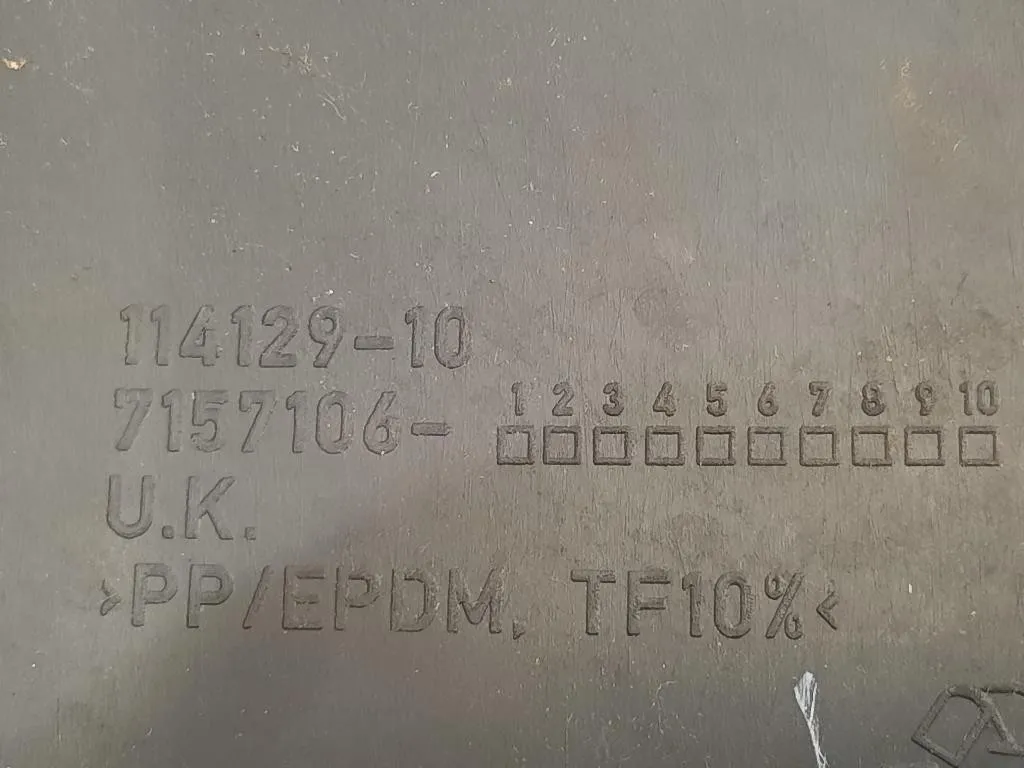 114129-10
7157106-
1 2 3 4 5 6 7 8 9 10
U.K.
>PP/EPDM, TF10%<